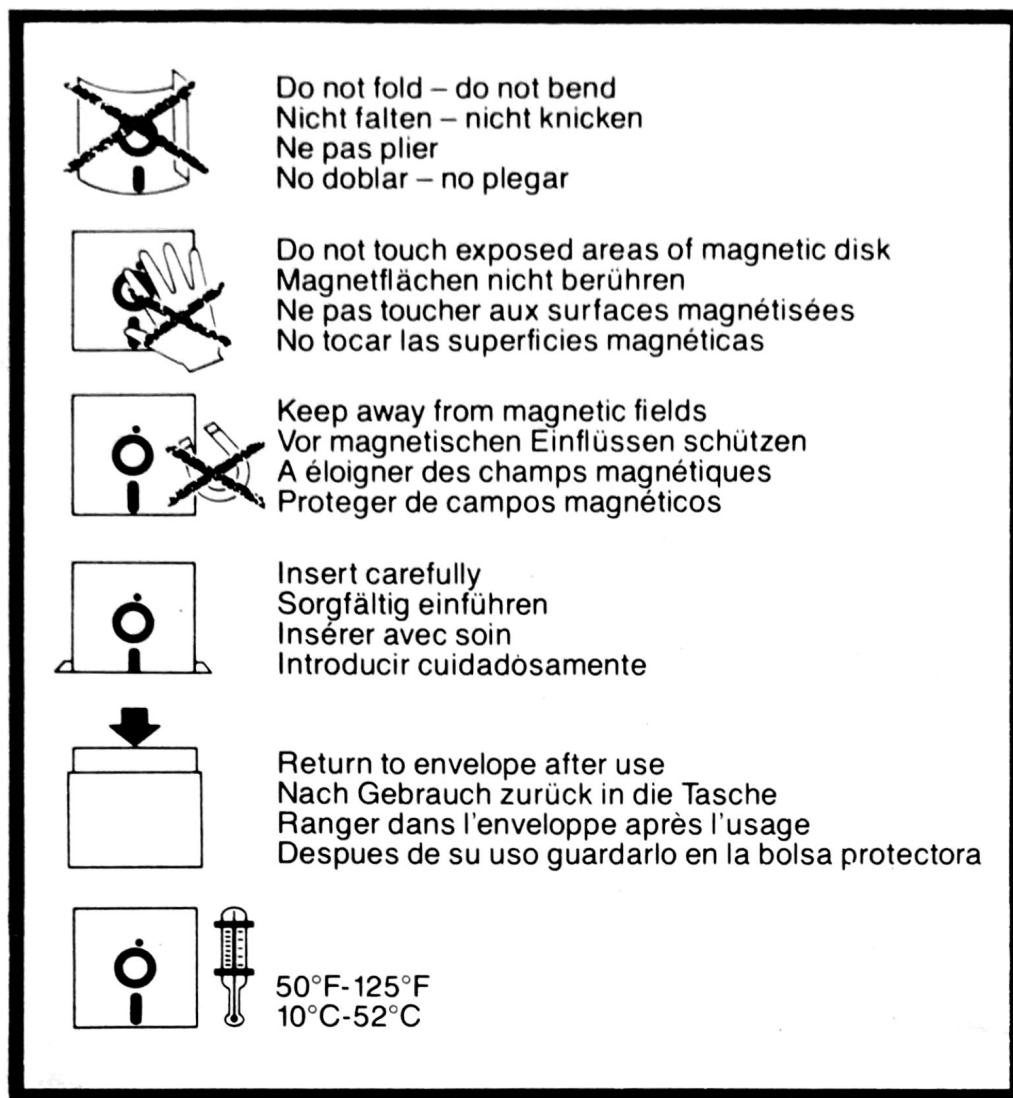 Do not fold – do not bend
Nicht falten – nicht knicken
Ne pas plier
No doblar – no plegar
Do not touch exposed areas of magnetic disk
Magnetflächen nicht berühren
Ne pas toucher aux surfaces magnétisées
No tocar las superficies magnéticas
Keep away from magnetic fields
Vor magnetischen Einflüssen schützen
A éloigner des champs magnétiques
Proteger de campos magnéticos
Insert carefully
Sorgfältig einführen
Insérer avec soin
Introducir cuidadosamente
Return to envelope after use
Nach Gebrauch zurück in die Tasche
Ranger dans l'enveloppe après l'usage
Despues de su uso guardarlo en la bolsa protectora
50°F-125°F
10°C-52°C